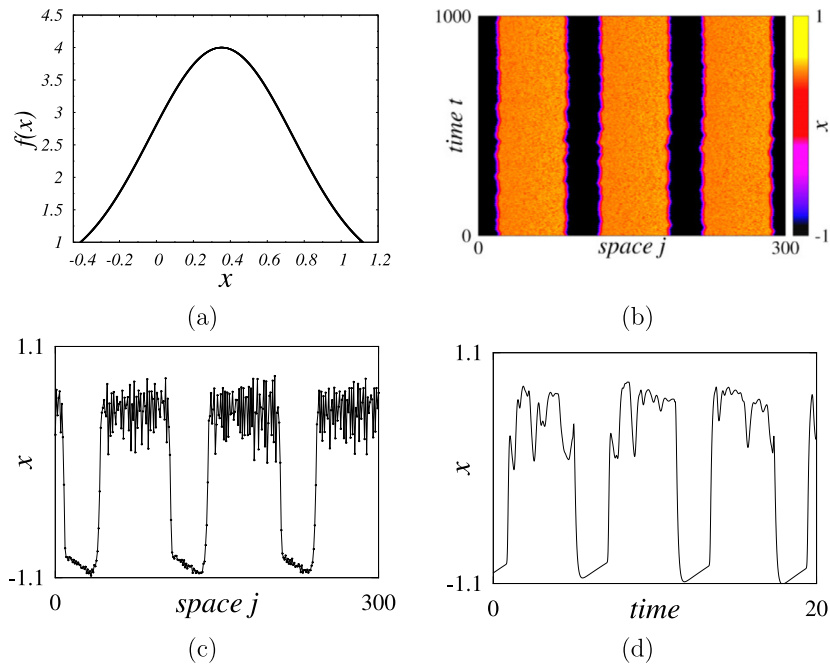 4.5
4
3.5
3
2.5
2
1.5
1
f(x)
-0.4 -0.2 0 0.2 0.4 0.6 0.8 1 1.2
x
(a)
1000
time t
0
0 space j 300
1
x
-1
(b)
1.1
x
-1.1
0 space j 300
(c)
1.1
x
-1.1
0 time 20
(d)